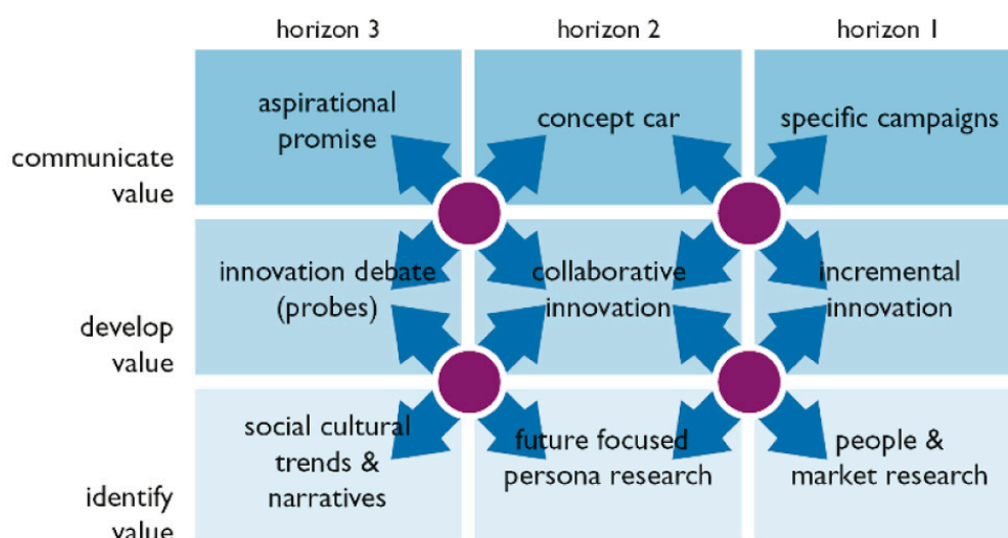 horizon 3
horizon 2
horizon 1
communicate
value
aspirational
promise
concept car
specific campaigns
develop
value
innovation debate
(probes)
collaborative
innovation
incremental
innovation
identify
value
social cultural
trends &
narratives
future focused
persona research
people &
market research